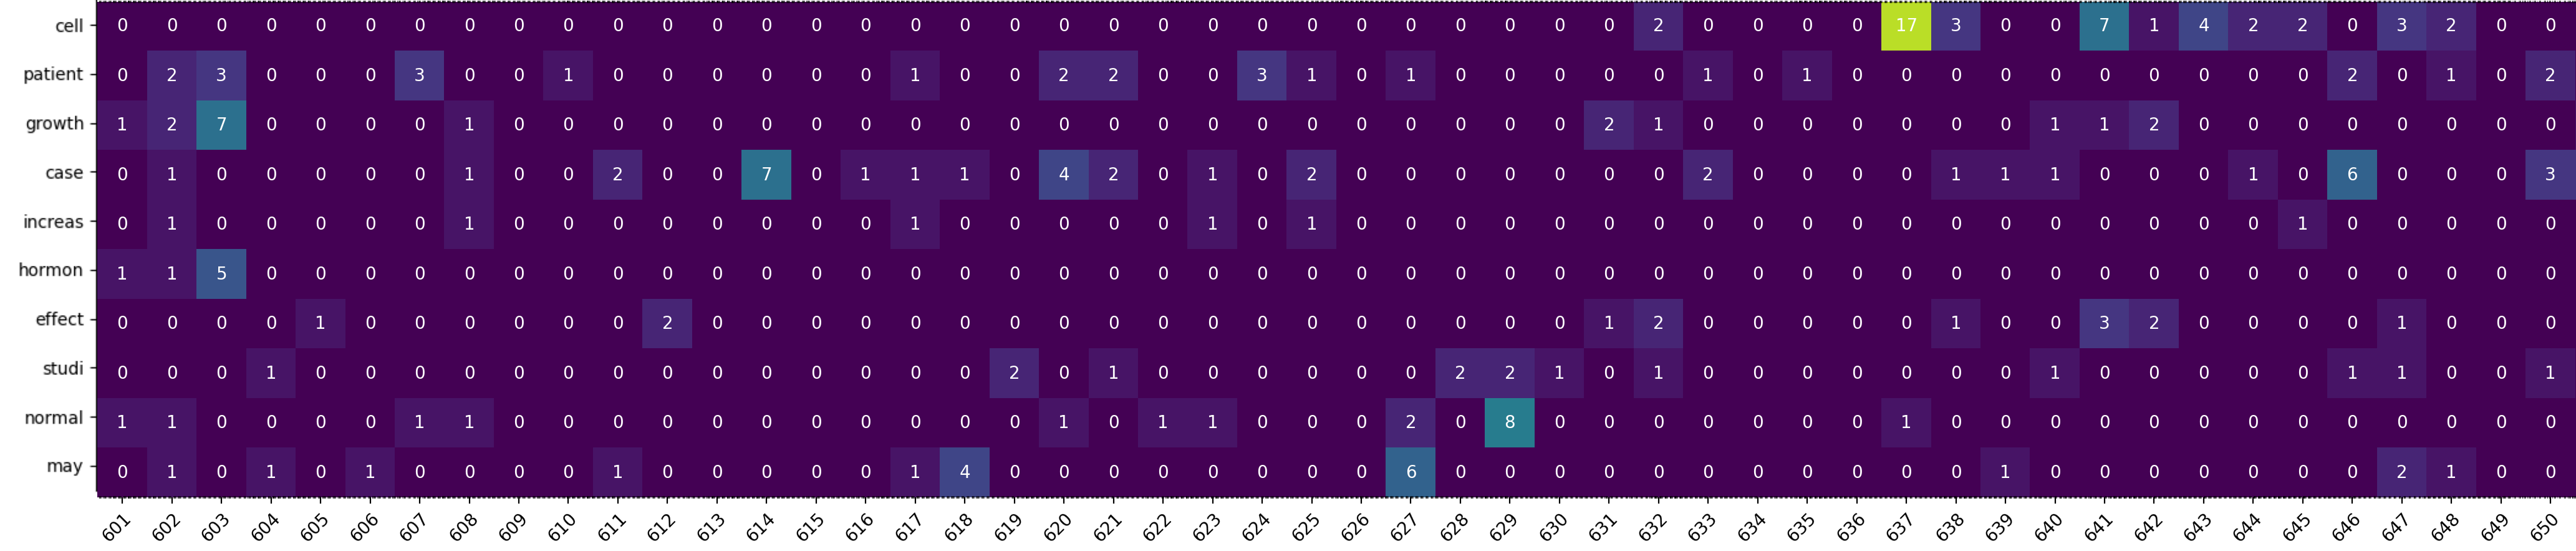 cell 0 0 0 0 0 0 0 0 0 0 0 0 0 0 0 0 0 0 0 0 0 0 0 0 0 0 0 0 0 0 0 2 0 0 0 0 17 3 0 0 7 1 4 2 2 0 3 2 0 0
patient 0 2 3 0 0 0 3 0 0 1 0 0 0 0 0 0 1 0 0 2 2 0 0 3 1 0 1 0 0 0 0 0 1 0 1 0 0 0 0 0 0 0 0 0 0 2 0 1 0 2
growth 1 2 7 0 0 0 0 1 0 0 0 0 0 0 0 0 0 0 0 0 0 0 0 0 0 0 0 0 0 0 2 1 0 0 0 0 0 0 0 1 1 2 0 0 0 0 0 0 0 0
case 0 1 0 0 0 0 0 1 0 0 2 0 0 7 0 1 1 1 0 4 2 0 1 0 2 0 0 0 0 0 0 0 2 0 0 0 0 1 1 1 0 0 0 1 0 6 0 0 0 3
increas 0 1 0 0 0 0 0 1 0 0 0 0 0 0 0 0 1 0 0 0 0 0 1 0 1 0 0 0 0 0 0 0 0 0 0 0 0 0 0 0 0 0 0 0 1 0 0 0 0 0
hormon 1 1 5 0 0 0 0 0 0 0 0 0 0 0 0 0 0 0 0 0 0 0 0 0 0 0 0 0 0 0 0 0 0 0 0 0 0 0 0 0 0 0 0 0 0 0 0 0 0 0
effect 0 0 0 0 1 0 0 0 0 0 0 2 0 0 0 0 0 0 0 0 0 0 0 0 0 0 0 0 0 0 1 2 0 0 0 0 0 1 0 0 3 2 0 0 0 0 1 0 0 0
studi 0 0 0 1 0 0 0 0 0 0 0 0 0 0 0 0 0 0 2 0 1 0 0 0 0 0 0 2 2 1 0 1 0 0 0 0 0 0 0 1 0 0 0 0 0 1 1 0 0 1
normal 1 1 0 0 0 0 1 1 0 0 0 0 0 0 0 0 0 0 0 1 0 1 1 0 0 0 2 0 8 0 0 0 0 0 0 0 1 0 0 0 0 0 0 0 0 0 0 0 0 0
may 0 1 0 1 0 1 0 0 0 0 1 0 0 0 0 0 1 4 0 0 0 0 0 0 0 0 6 0 0 0 0 0 0 0 0 0 0 0 1 0 0 0 0 0 0 0 2 1 0 0
601 602 603 604 605 606 607 608 609 610 611 612 613 614 615 616 617 618 619 620 621 622 623 624 625 626 627 628 629 630 631 632 633 634 635 636 637 638 639 640 641 642 643 644 645 646 647 648 649 650